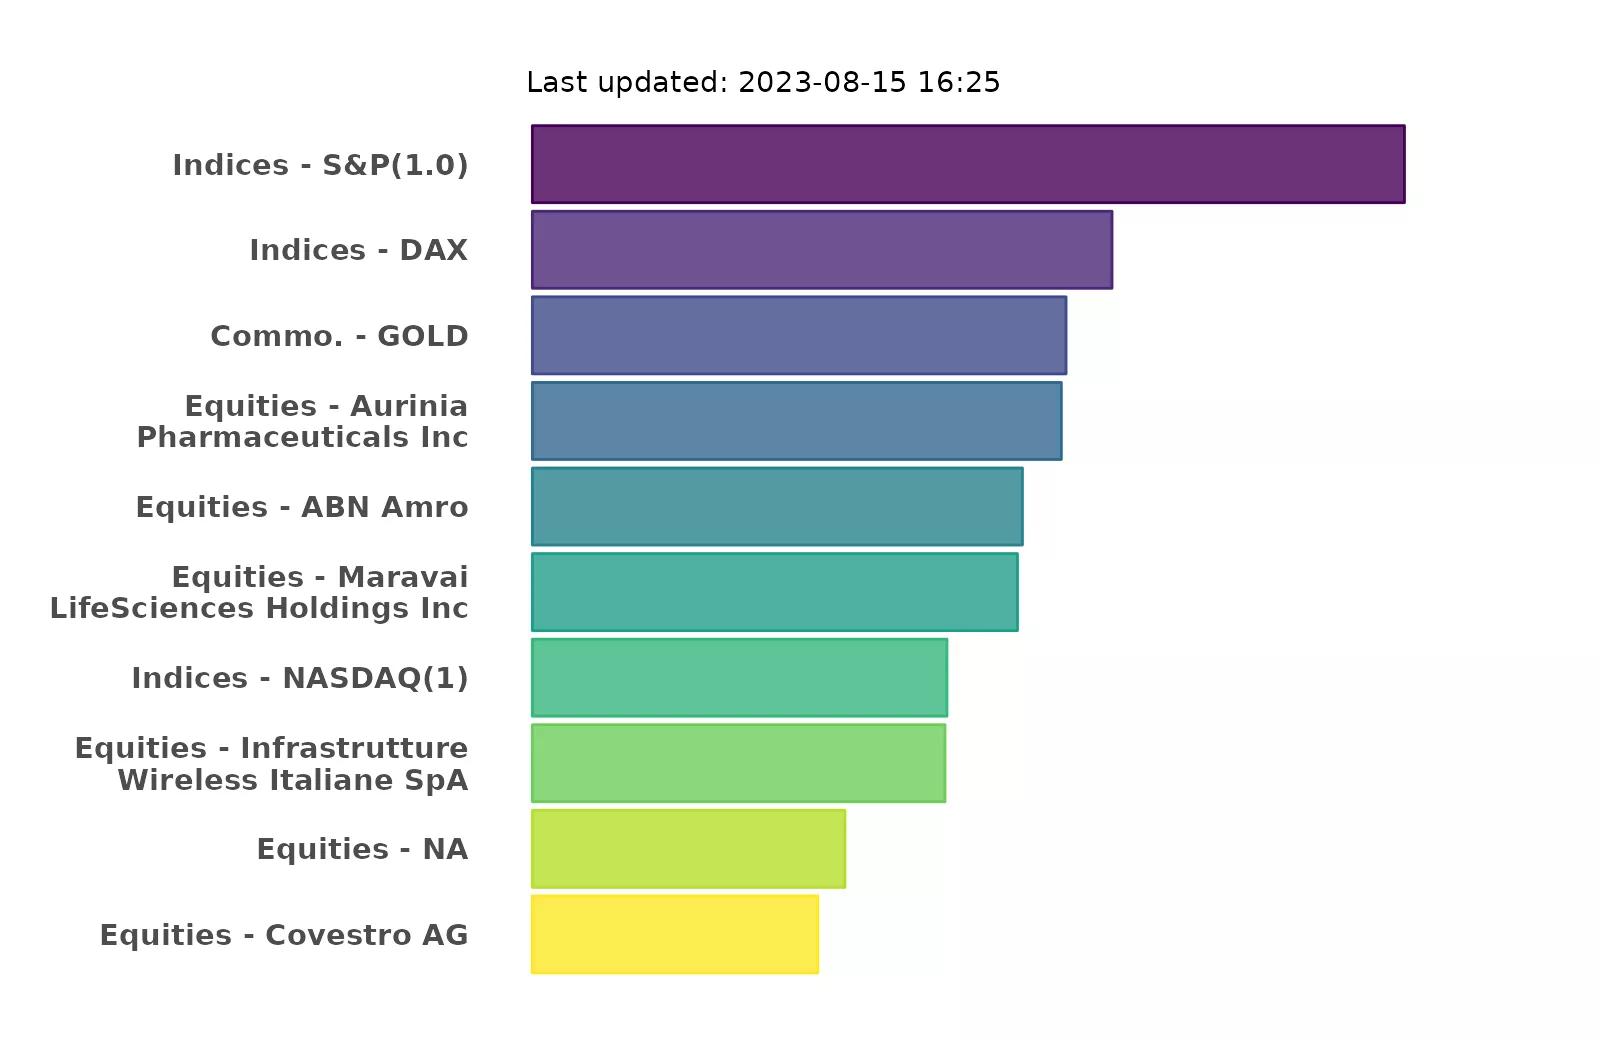 Last updated: 2023-08-15 16:25
Indices - S&P(1.0)
Indices - DAX
Commo. - GOLD
Equities - Aurinia
Pharmaceuticals Inc
Equities - ABN Amro
Equities - Maravai
LifeSciences Holdings Inc
Indices - NASDAQ(1)
Equities - Infrastrutture
Wireless Italiane SpA
Equities - NA
Equities - Covestro AG